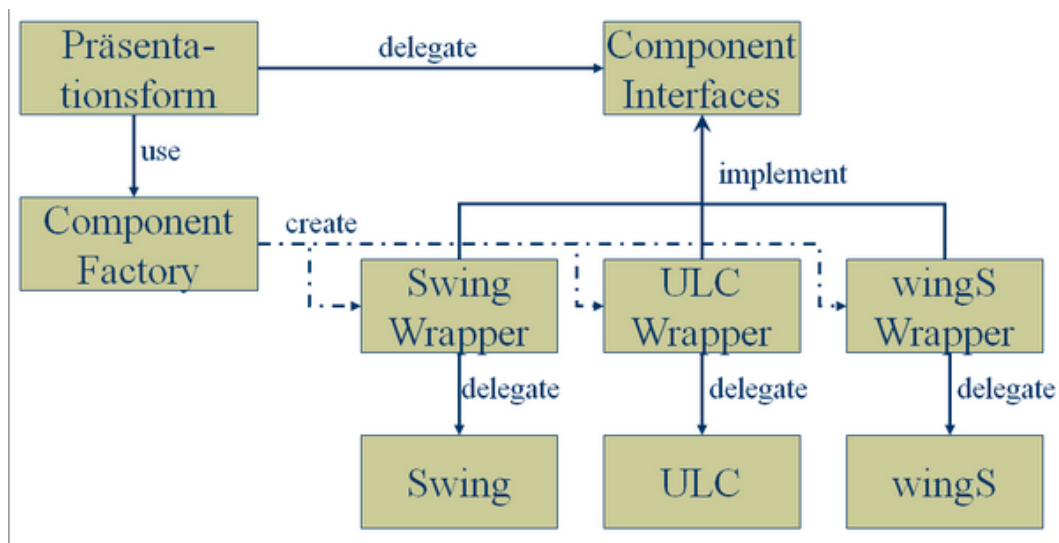 Präsenta-
tionsform
delegate
Component
Interfaces
use
implement
Component
Factory
create
Swing
Wrapper
ULC
Wrapper
wingS
Wrapper
delegate
delegate
delegate
Swing
ULC
wingS